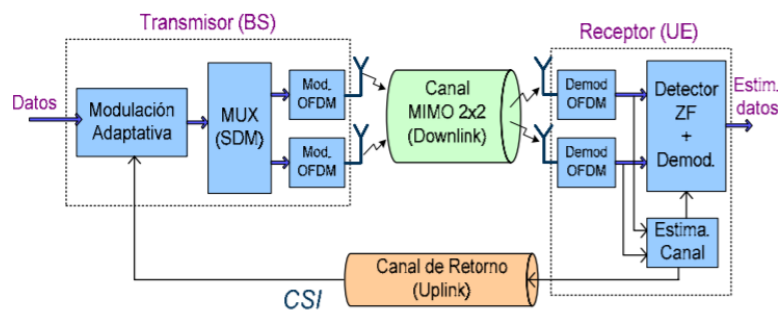 Transmisor (BS)
Receptor (UE)
Datos
Modulación
Adaptativa
MUX
(SDM)
Mod.
OFDM
Mod.
OFDM
Canal
MIMO 2x2
(Downlink)
Demod
OFDM
Demod
OFDM
Detector
ZF
+
Demod.
Estim.
datos
Estima.
Canal
Canal de Retorno
(Uplink)
CSI